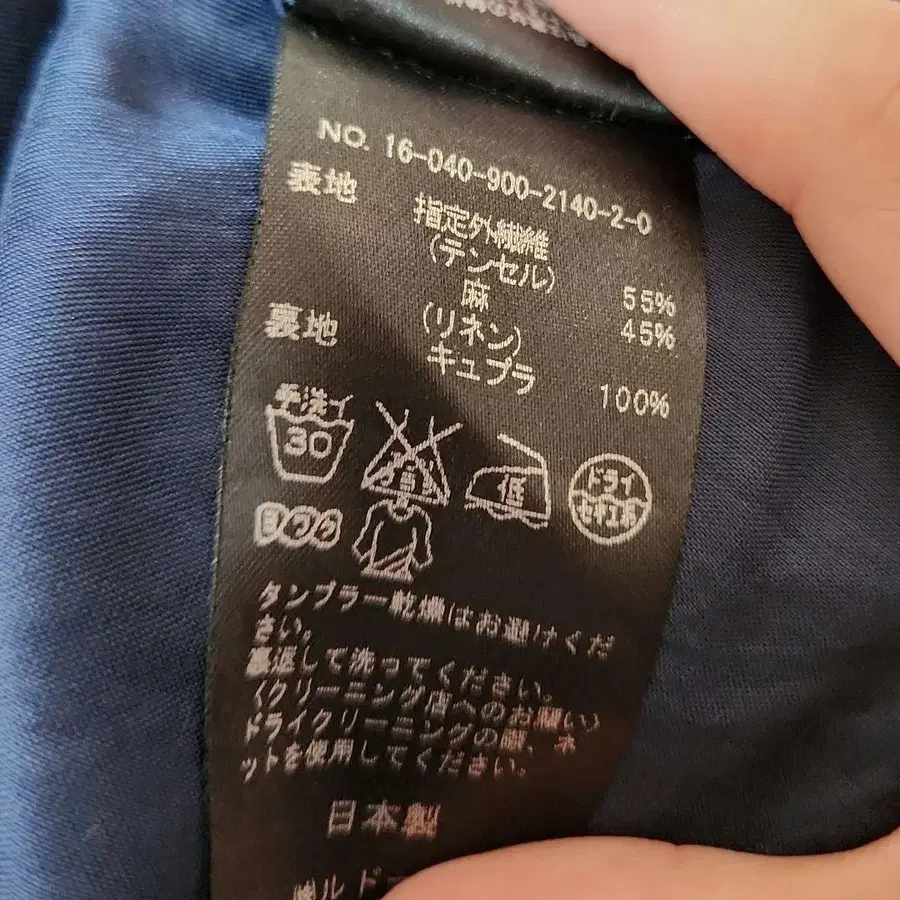 NO. 16-040-900-2140-2-0
表地
指定外繊維
(テンセル) 55%
麻 45%
(リネン)
裏地
キュプラ 100%
手洗イ
30
低
ドライ
セキユ系
ヨワク
タンブラー乾燥はお避けくだ
さい。
裏返して洗ってください。
(クリーニング店へのお願い)
ドライクリーニングの際、ネ
ットを使用してください。
日本製
㈱ルド